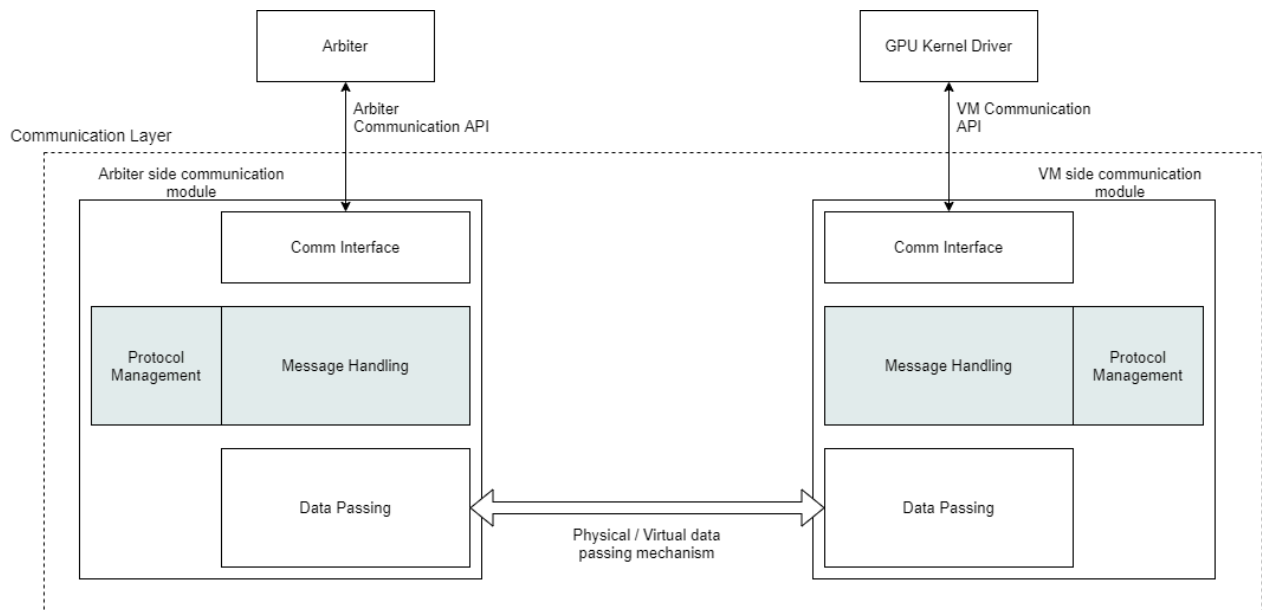 Arbiter
GPU Kernel Driver
Arbiter
Communication API
VM Communication
API
Communication Layer
Arbiter side communication
module
VM side communication
module
Comm Interface
Comm Interface
Protocol
Management
Message Handling
Message Handling
Protocol
Management
Data Passing
Data Passing
Physical / Virtual data
passing mechanism